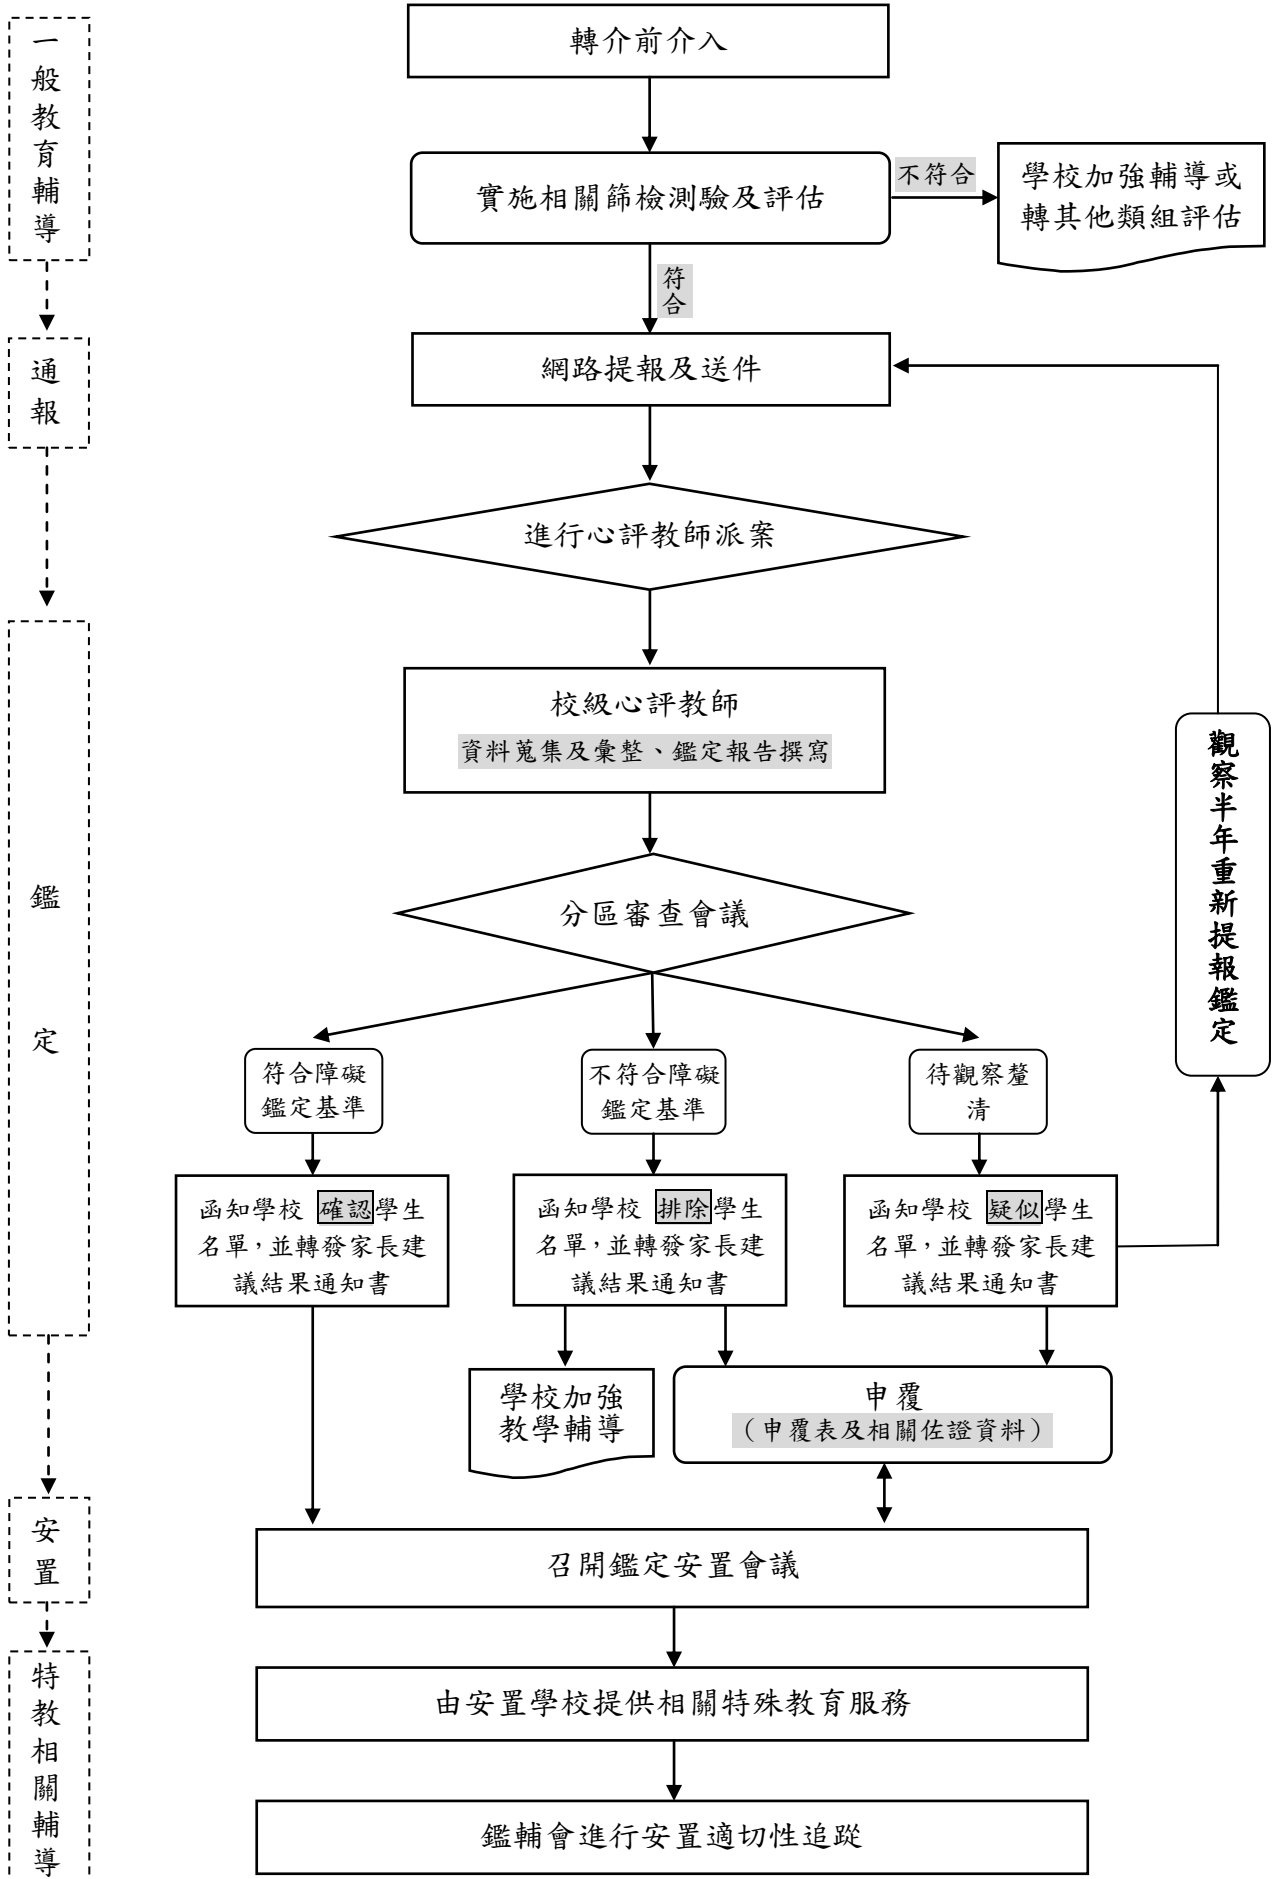 一般教育輔導
通報
鑑定
安置
特教相關輔導
轉介前介入
實施相關篩檢測驗及評估
不符合
學校加強輔導或
轉其他類組評估
符合
網路提報及送件
進行心評教師派案
校級心評教師
資料蒐集及彙整、鑑定報告撰寫
分區審查會議
觀察半年重新提報鑑定
符合障礙
鑑定基準
不符合障礙
鑑定基準
待觀察釐
清
函知學校 確認學生
名單，並轉發家長建
議結果通知書
函知學校 排除學生
名單，並轉發家長建
議結果通知書
函知學校 疑似學生
名單，並轉發家長建
議結果通知書
學校加強
教學輔導
申覆
（申覆表及相關佐證資料）
召開鑑定安置會議
由安置學校提供相關特殊教育服務
鑑輔會進行安置適切性追蹤